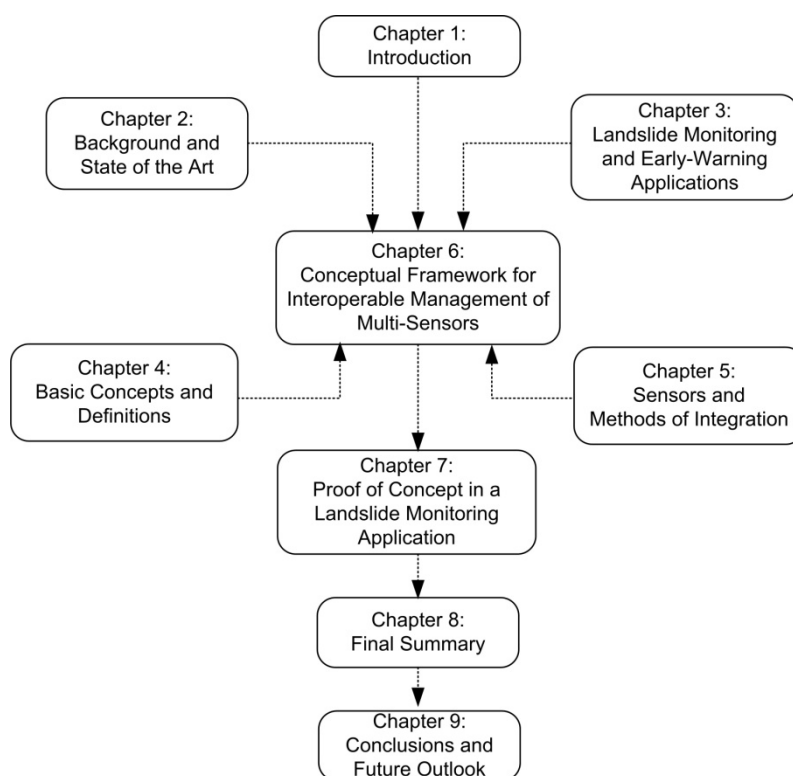 Chapter 1:
Introduction
Chapter 2:
Background and
State of the Art
Chapter 3:
Landslide Monitoring
and Early-Warning
Applications
Chapter 6:
Conceptual Framework for
Interoperable Management of
Multi-Sensors
Chapter 4:
Basic Concepts and
Definitions
Chapter 5:
Sensors and
Methods of Integration
Chapter 7:
Proof of Concept in a
Landslide Monitoring
Application
Chapter 8:
Final Summary
Chapter 9:
Conclusions and
Future Outlook